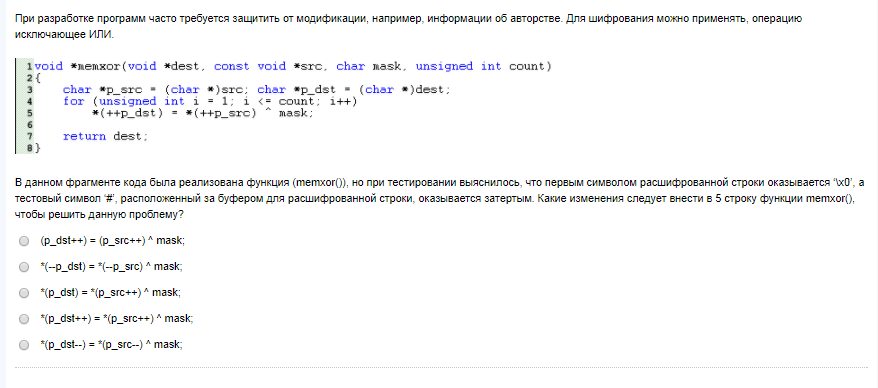 При разработке программ часто требуется защитить от модификации, например, информации об авторстве. Для шифрования можно применять, операцию
исключающее ИЛИ.
1 void *memxor(void *dest, const void *src, char mask, unsigned int count)
2 {
3 char *p_src = (char *)src; char *p_dst = (char *)dest;
4 for (unsigned int i = 1; i <= count; i++)
5 *(++p_dst) = *(++p_src) ^ mask;
6
7 return dest;
8 }
В данном фрагменте кода была реализована функция (memxor()), но при тестировании выяснилось, что первым символом расшифрованной строки оказывается '\x0', а
тестовый символ '#', расположенный за буфером для расшифрованной строки, оказывается затертым. Какие изменения следует внести в 5 строку функции memxor(),
чтобы решить данную проблему?
(p_dst++) = (p_src++) ^ mask;
*(--p_dst) = *(--p_src) ^ mask;
*(p_dst) = *(p_src++) ^ mask;
*(p_dst++) = *(p_src++) ^ mask;
*(p_dst--) = *(p_src--) ^ mask;